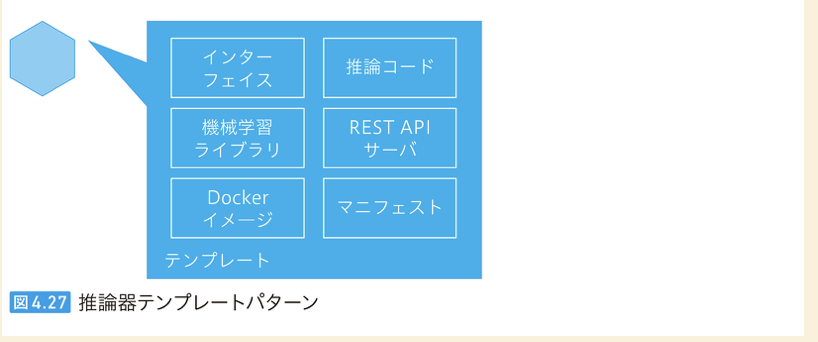 インター
フェイス
推論コード
機械学習
ライブラリ
REST API
サーバ
Docker
イメージ
マニフェスト
テンプレート
図4.27 推論器テンプレートパターン